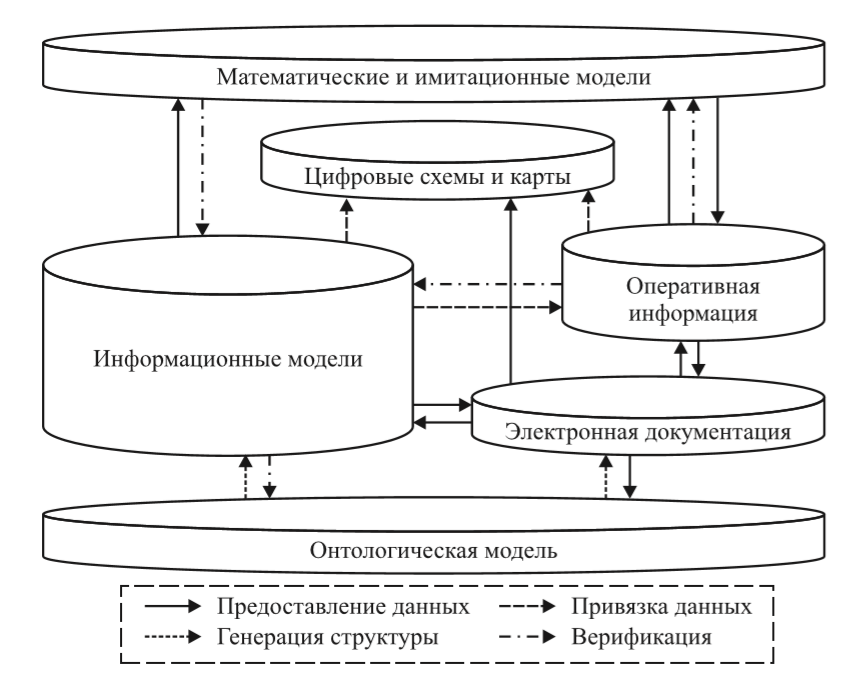 Математические и имитационные модели
Цифровые схемы и карты
Оперативная
информация
Информационные модели
Электронная документация
Онтологическая модель
Предоставление данных
Привязка данных
Генерация структуры
Верификация